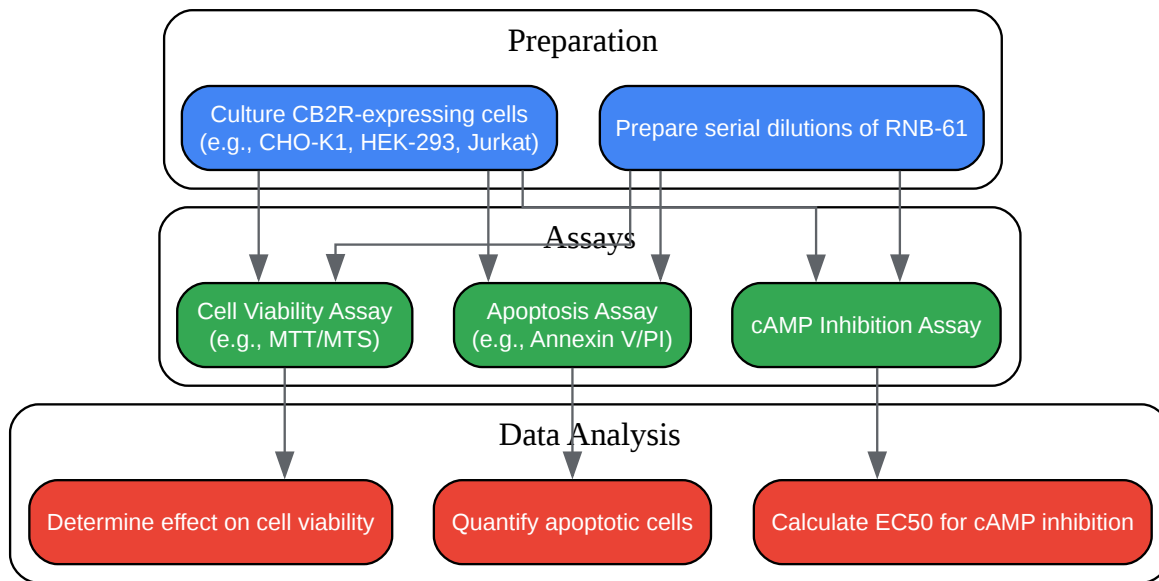 Preparation
Culture CB2R-expressing cells
(e.g., CHO-K1, HEK-293, Jurkat)
Prepare serial dilutions of RNB-61
Assays
Cell Viability Assay
(e.g., MTT/MTS)
Apoptosis Assay
(e.g., Annexin V/PI)
cAMP Inhibition Assay
Data Analysis
Determine effect on cell viability
Quantify apoptotic cells
Calculate EC50 for cAMP inhibition